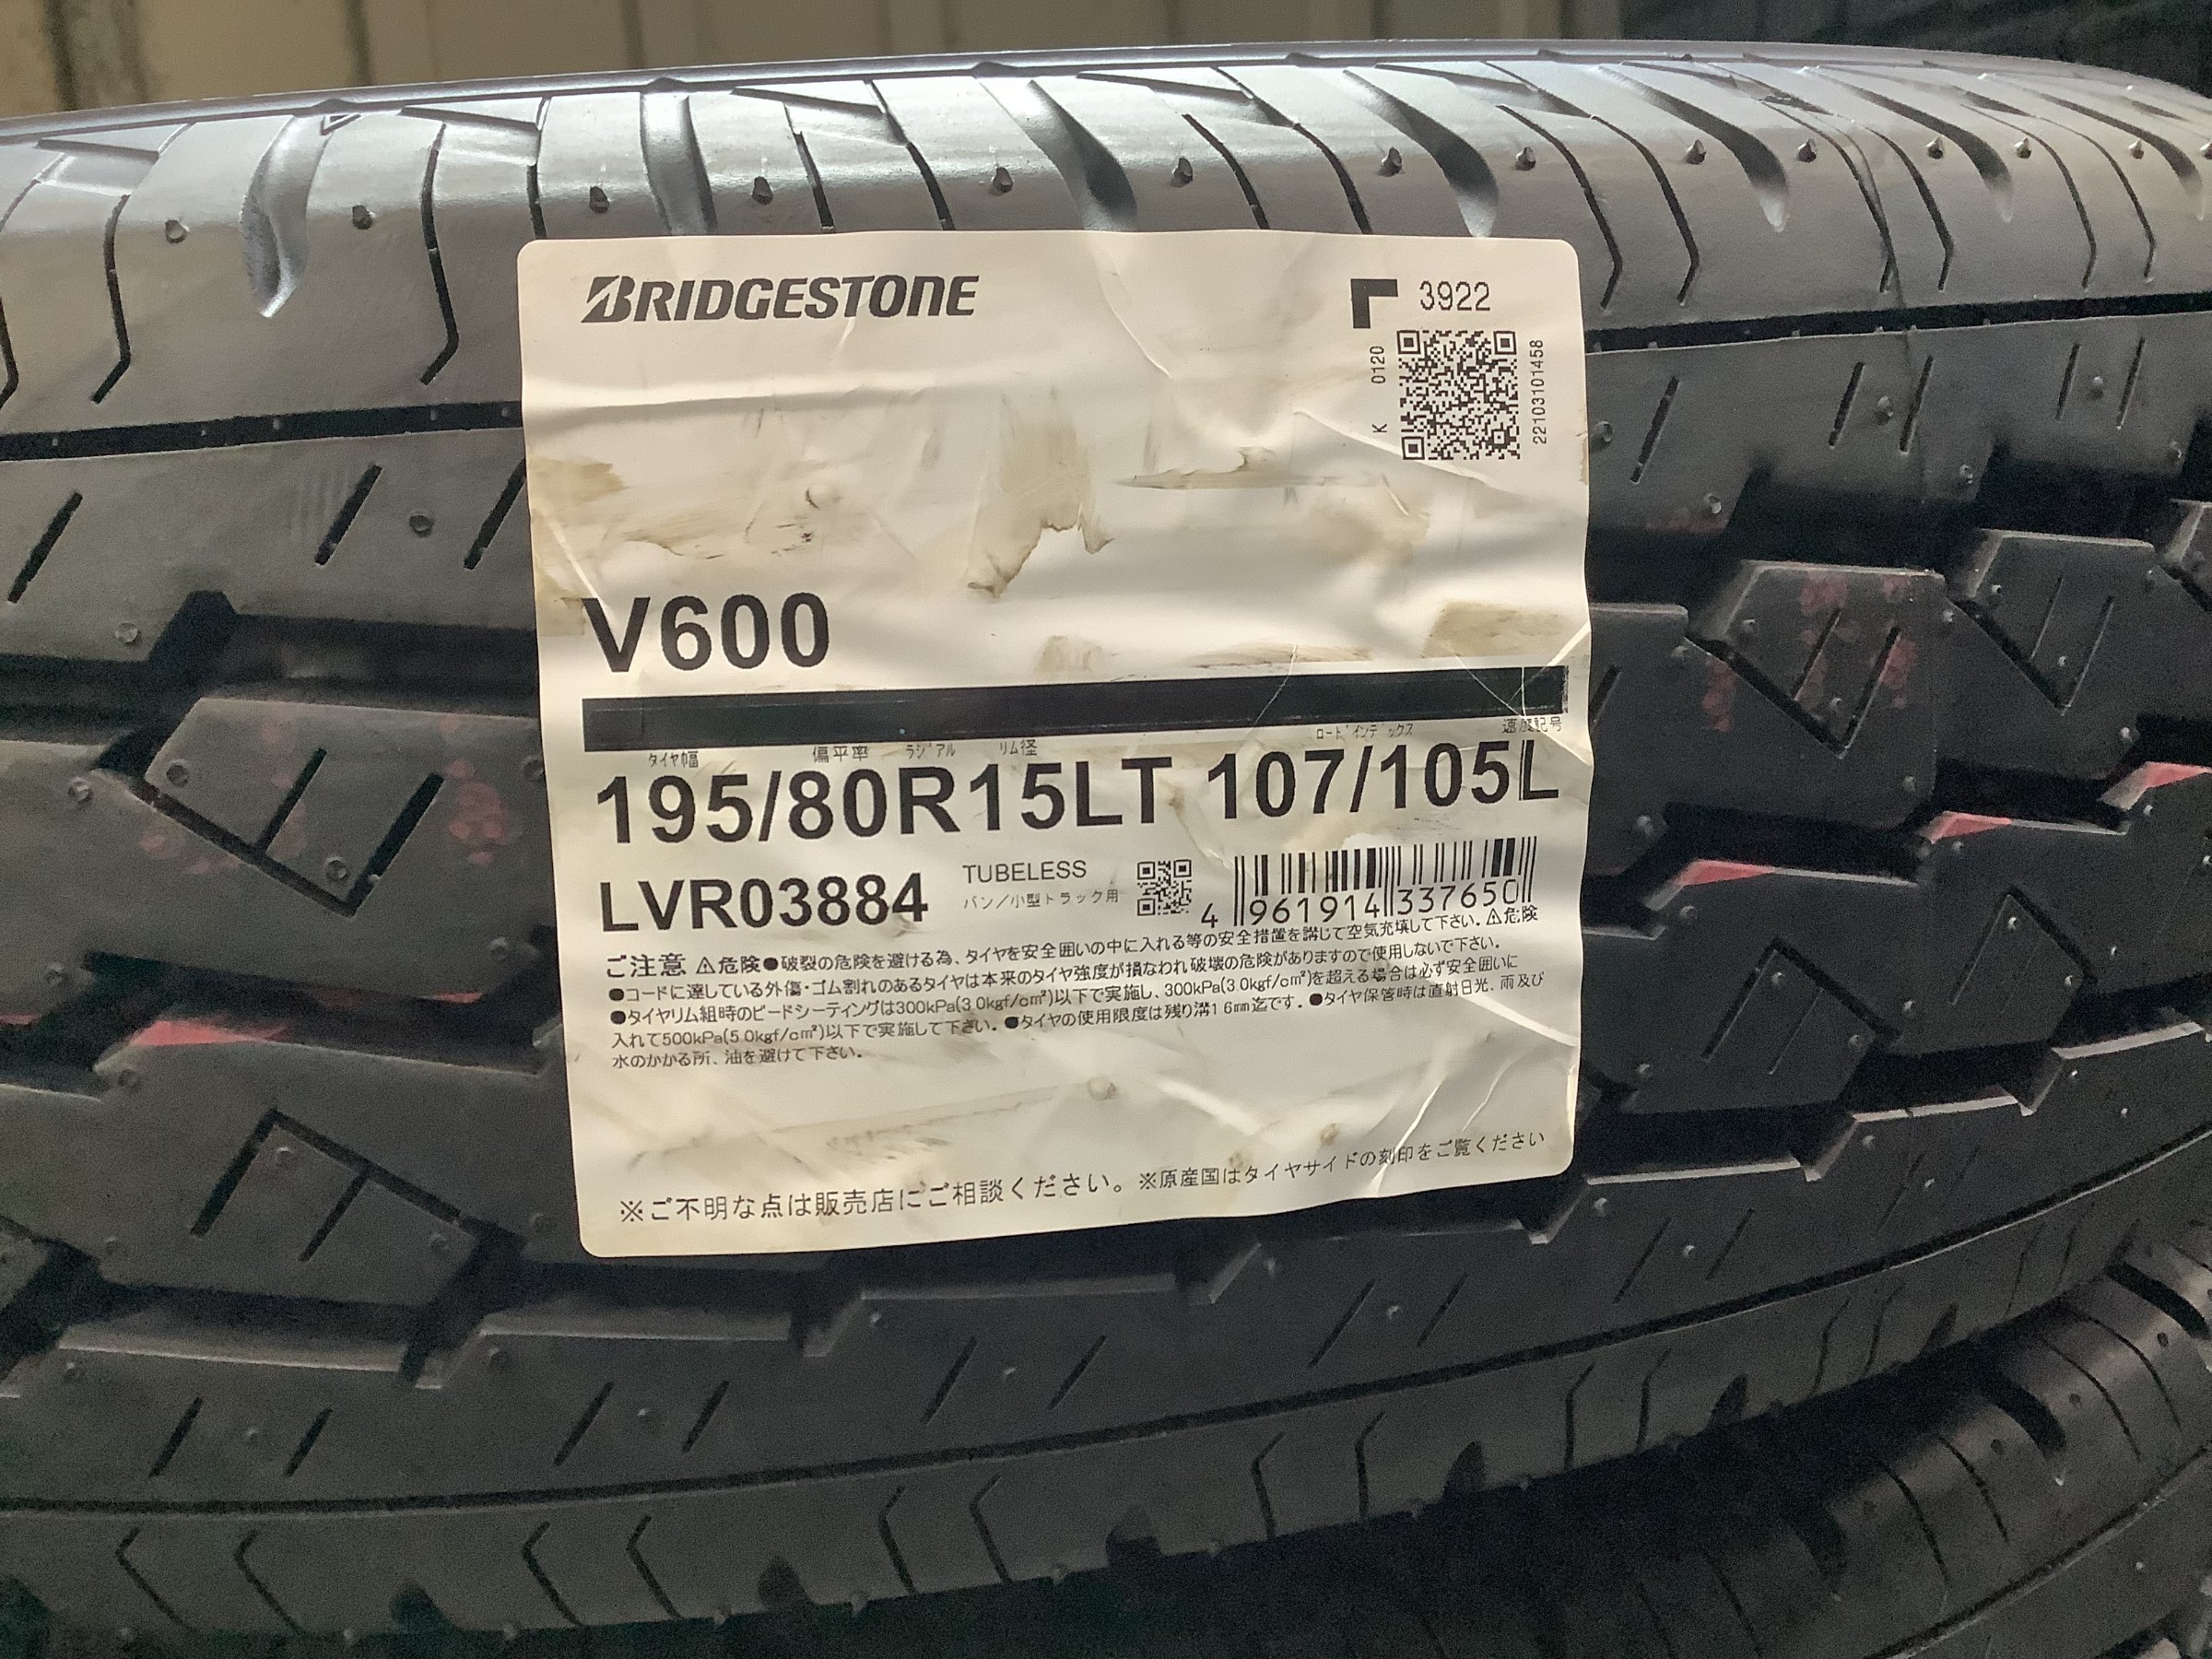 BRIDGESTONE
3922
K 0120
22103101458
V600
タイヤ幅 偏平率 ラジアル リム径 ロードインデックス 速度記号
195/80R15LT 107/105L
LVR03884
TUBELESS
バン／小型トラック用
4 961914 337650
ご注意 ⚠危険●破裂の危険を避ける為、タイヤを安全囲いの中に入れる等の安全措置を講じて空気充填して下さい。⚠危険
●コードに達している外傷・ゴム割れのあるタイヤは本来のタイヤ強度が損なわれ破壊の危険がありますので使用しないで下さい。
●タイヤリム組時のビードシーティングは300kPa(3.0kgf/c㎡)以下で実施し、300kPa(3.0kgf/c㎡)を超える場合は必ず安全囲いに
入れて500kPa(5.0kgf/c㎡)以下で実施して下さい。●タイヤの使用限度は残り溝1.6㎜迄です。●タイヤ保管時は直射日光、雨及び
水のかかる所、油を避けて下さい。
※ご不明な点は販売店にご相談ください。※原産国はタイヤサイドの刻印をご覧ください